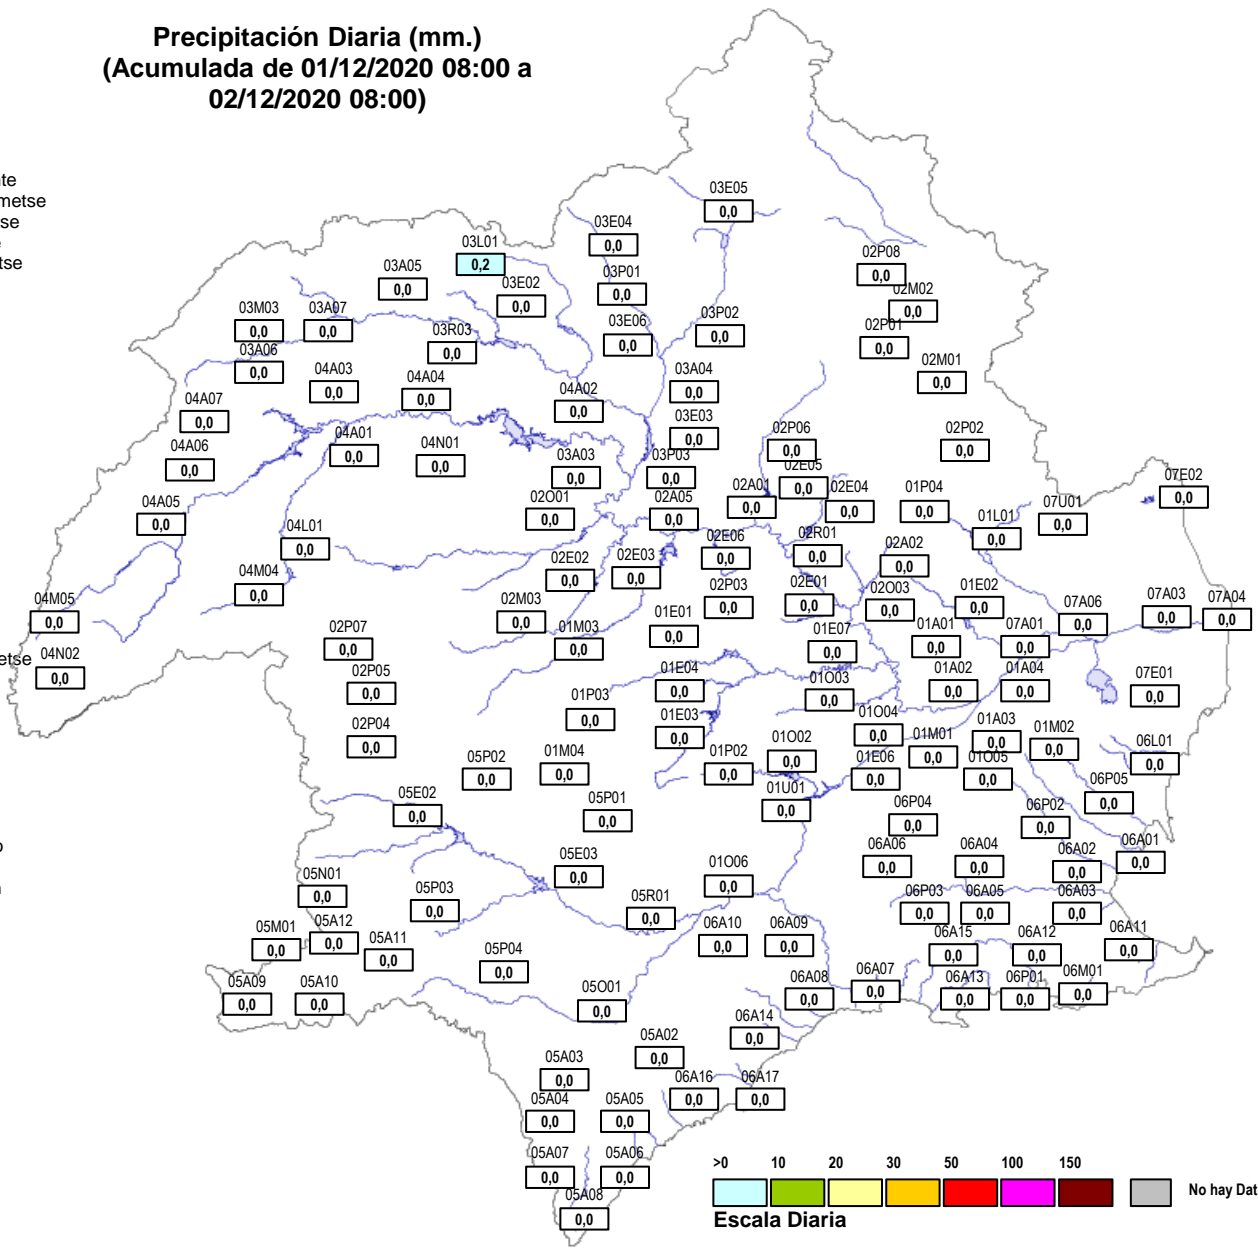 Precipitación Diaria (mm.)
(Acumulada de 01/12/2020 08:00 a
02/12/2020 08:00)
te
metse
se
tse
etse
03E05
0,0
03E04
0,0
03L01
0,2
03A05
0,0
03P01
0,0
02P08
0,0
03E02
0,0
02M02
0,0
03M03
0,0
03A07
0,0
03P02
0,0
03E06
0,0
03R03
0,0
02P01
0,0
03A06
0,0
02M01
0,0
04A03
0,0
04A04
0,0
03A04
0,0
04A02
0,0
04A07
0,0
03E03
0,0
02P06
0,0
02P02
0,0
04A01
0,0
04A06
0,0
04N01
0,0
03A03
0,0
03P03
0,0
02E05
0,0
07E02
0,0
02A01
0,0
02E04
0,0
01P04
0,0
04A05
0,0
02O01
0,0
02A05
0,0
07U01
0,0
01L01
0,0
04L01
0,0
02E06
0,0
02R01
0,0
02A02
0,0
02E02
0,0
02E03
0,0
04M04
0,0
02P03
0,0
02E01
0,0
02O03
0,0
01E02
0,0
04M05
0,0
02M03
0,0
07A06
0,0
07A03
0,0
07A04
0,0
01E01
0,0
02P07
0,0
01M03
0,0
01E07
0,0
01A01
0,0
07A01
0,0
04N02
0,0
02P05
0,0
01E04
0,0
01O03
0,0
01A02
0,0
01A04
0,0
07E01
0,0
01P03
0,0
02P04
0,0
01E03
0,0
01O04
0,0
01A03
0,0
01M02
0,0
01M01
0,0
06L01
0,0
05P02
0,0
01M04
0,0
01P02
0,0
01O02
0,0
01E06
0,0
01O05
0,0
05E02
0,0
05P01
0,0
01U01
0,0
06P05
0,0
06P04
0,0
06P02
0,0
05E03
0,0
06A06
0,0
06A04
0,0
06A02
0,0
06A01
0,0
05N01
0,0
01O06
0,0
05P03
0,0
05R01
0,0
06P03
0,0
06A05
0,0
06A03
0,0
05M01
0,0
05A12
0,0
05A11
0,0
06A10
0,0
06A09
0,0
06A15
0,0
06A12
0,0
06A11
0,0
05P04
0,0
05A09
0,0
05A10
0,0
05O01
0,0
06A08
0,0
06A07
0,0
06A13
0,0
06P01
0,0
06M01
0,0
06A14
0,0
05A02
0,0
05A03
0,0
06A16
0,0
06A17
0,0
05A04
0,0
05A05
0,0
05A07
0,0
05A06
0,0
05A08
0,0
>0 10 20 30 50 100 150
No hay Dat
Escala Diaria